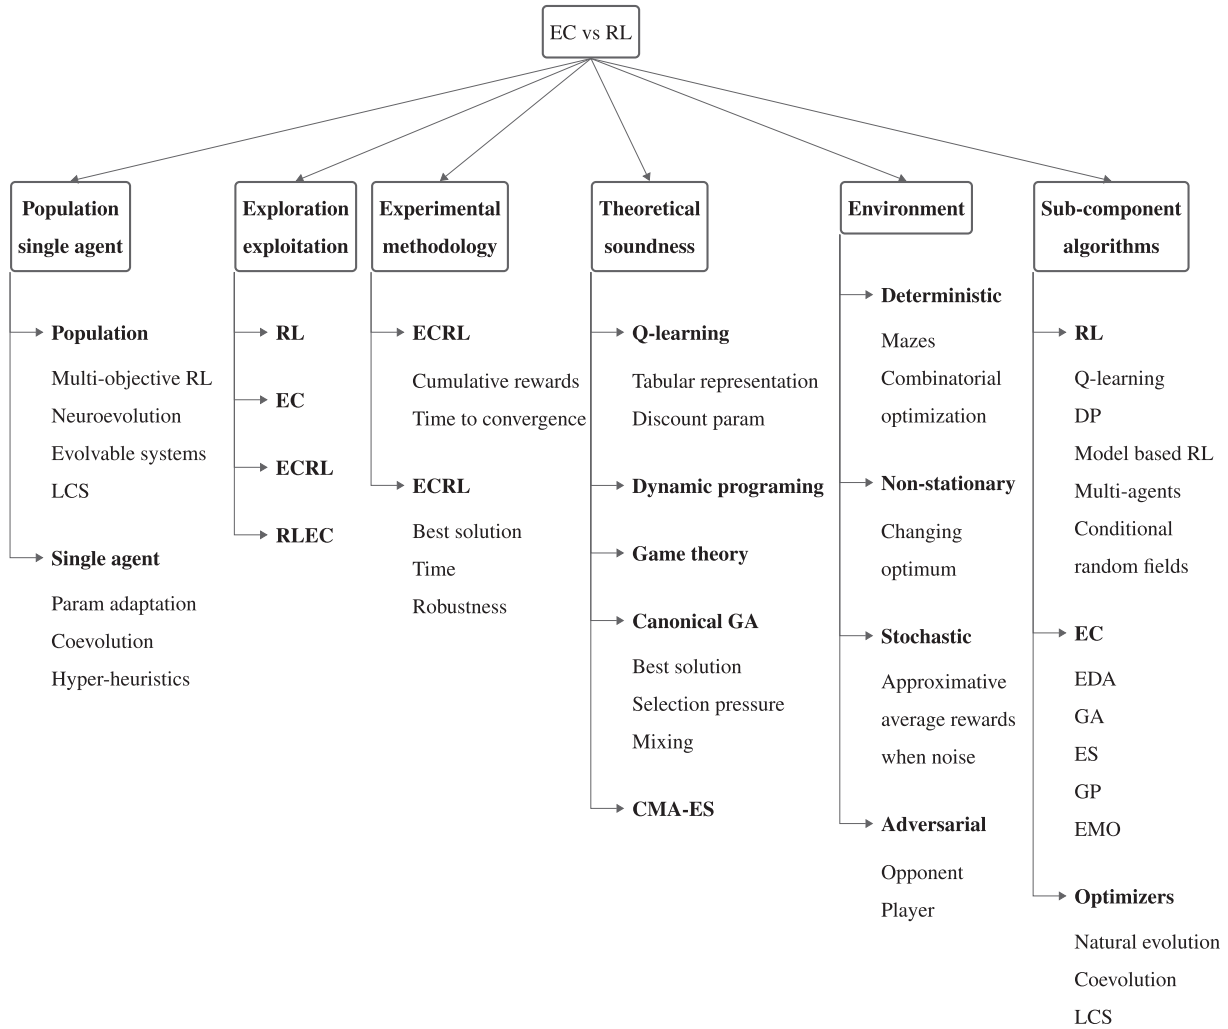 EC vs RL
Population
single agent
Population
Multi-objective RL
Neuroevolution
Evolvable systems
LCS
Single agent
Param adaptation
Coevolution
Hyper-heuristics
Exploration
exploitation
RL
EC
ECRL
RLEC
Experimental
methodology
ECRL
Cumulative rewards
Time to convergence
ECRL
Best solution
Time
Robustness
Theoretical
soundness
Q-learning
Tabular representation
Discount param
Dynamic programing
Game theory
Canonical GA
Best solution
Selection pressure
Mixing
CMA-ES
Environment
Deterministic
Mazes
Combinatorial
optimization
Non-stationary
Changing
optimum
Stochastic
Approximative
average rewards
when noise
Adversarial
Opponent
Player
Sub-component
algorithms
RL
Q-learning
DP
Model based RL
Multi-agents
Conditional
random fields
EC
EDA
GA
ES
GP
EMO
Optimizers
Natural evolution
Coevolution
LCS